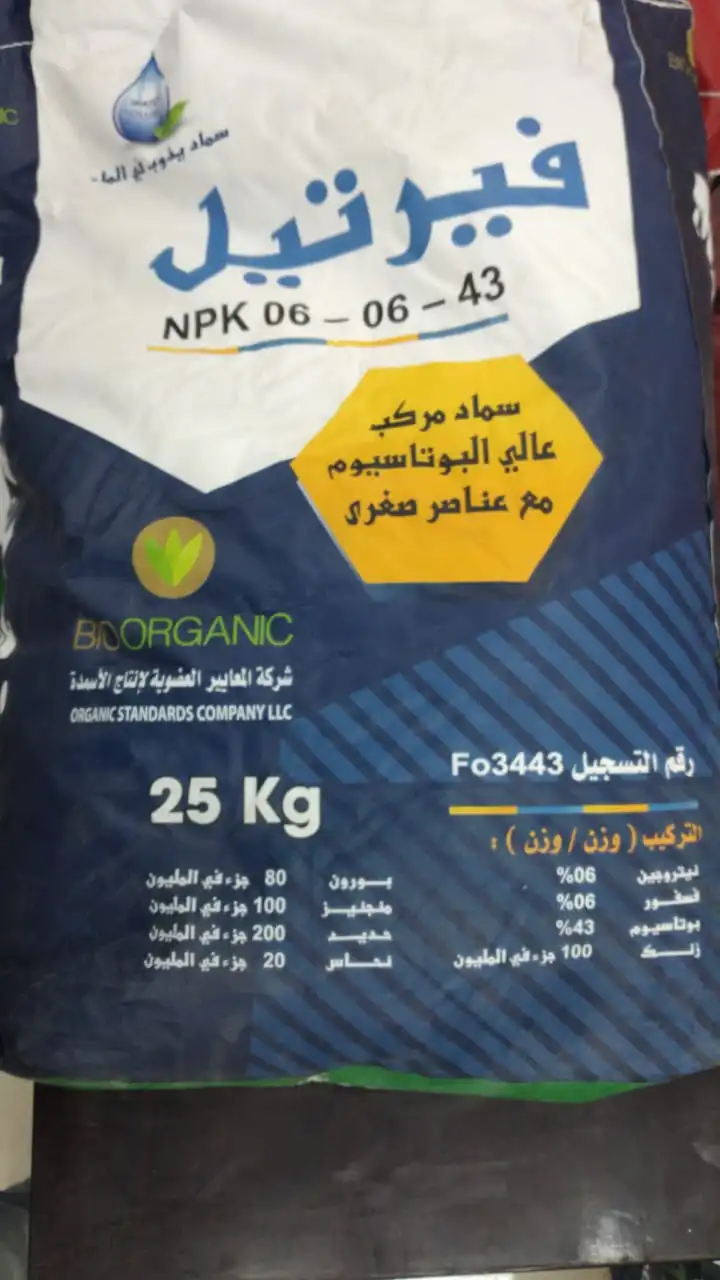 سماد يذوب في الماء
فيرتيل
NPK 06 – 06 – 43
سماد مركب
عالي البوتاسيوم
مع عناصر صغرى
BIOORGANIC
شركة المعايير العضوية لإنتاج الأسمدة
ORGANIC STANDARDS COMPANY LLC
25 Kg
رقم التسجيل Fo3443
التركيب ( وزن / وزن ) :
نيتروجين %06
فسفور %06
بوتاسيوم %43
زنك 100 جزء في المليون
بورون 80 جزء في المليون
منجنيز 100 جزء في المليون
حديد 200 جزء في المليون
نحاس 20 جزء في المليون